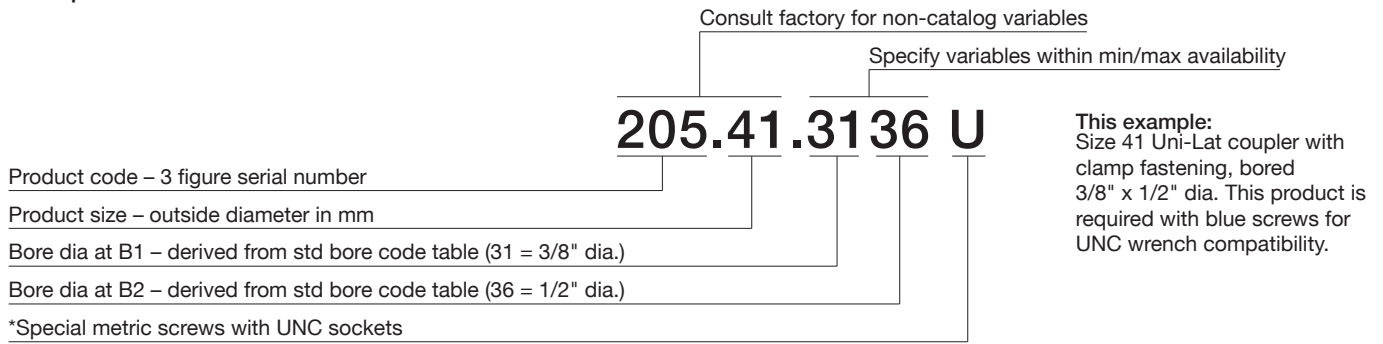 Consult factory for non-catalog variables
Specify variables within min/max availability
205.41.3136 U
This example:
Size 41 Uni-Lat coupler with
clamp fastening, bored
3/8" x 1/2" dia. This product is
required with blue screws for
UNC wrench compatibility.
Product code – 3 figure serial number
Product size – outside diameter in mm
Bore dia at B1 – derived from std bore code table (31 = 3/8" dia.)
Bore dia at B2 – derived from std bore code table (36 = 1/2" dia.)
*Special metric screws with UNC sockets